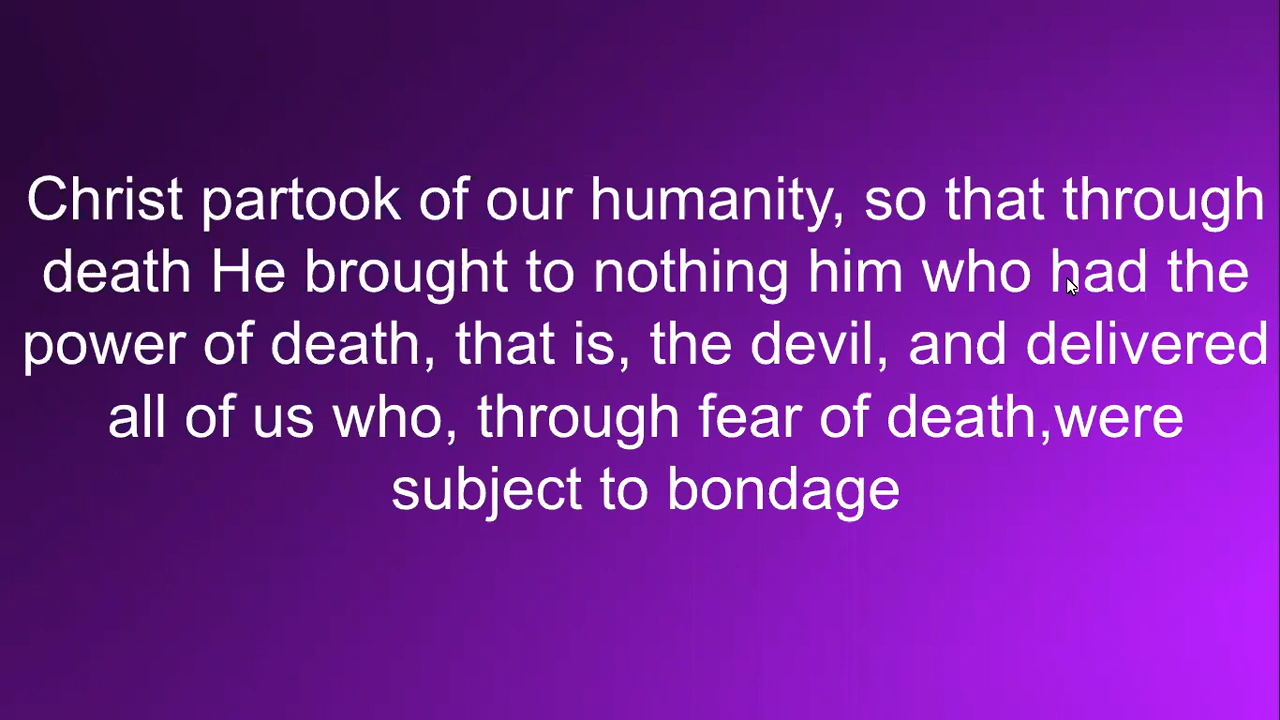 Christ partook of our humanity, so that through
death He brought to nothing him who had the
power of death, that is, the devil, and delivered
all of us who, through fear of death,were
subject to bondage